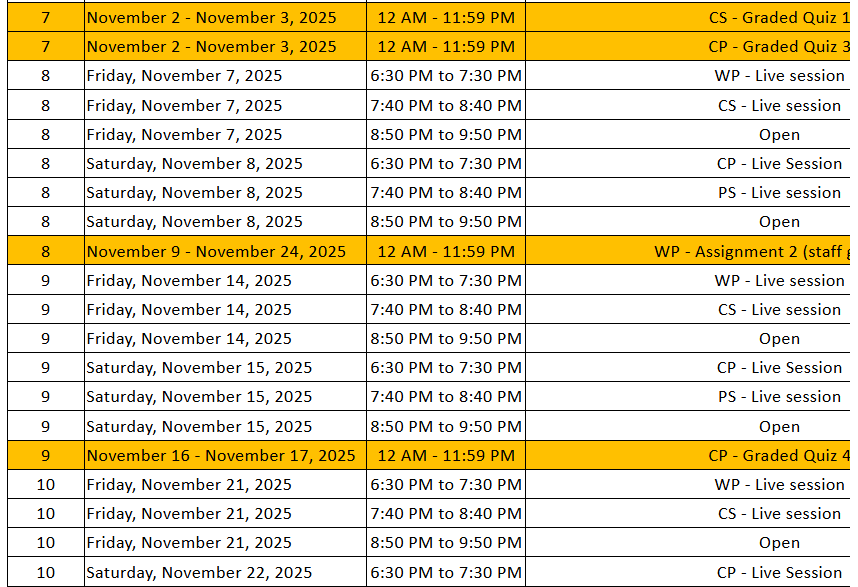 7 November 2 - November 3, 2025 12 AM - 11:59 PM CS - Graded Quiz 1
7 November 2 - November 3, 2025 12 AM - 11:59 PM CP - Graded Quiz 3
8 Friday, November 7, 2025 6:30 PM to 7:30 PM WP - Live session
8 Friday, November 7, 2025 7:40 PM to 8:40 PM CS - Live session
8 Friday, November 7, 2025 8:50 PM to 9:50 PM Open
8 Saturday, November 8, 2025 6:30 PM to 7:30 PM CP - Live Session
8 Saturday, November 8, 2025 7:40 PM to 8:40 PM PS - Live session
8 Saturday, November 8, 2025 8:50 PM to 9:50 PM Open
8 November 9 - November 24, 2025 12 AM - 11:59 PM WP - Assignment 2 (staff
9 Friday, November 14, 2025 6:30 PM to 7:30 PM WP - Live session
9 Friday, November 14, 2025 7:40 PM to 8:40 PM CS - Live session
9 Friday, November 14, 2025 8:50 PM to 9:50 PM Open
9 Saturday, November 15, 2025 6:30 PM to 7:30 PM CP - Live Session
9 Saturday, November 15, 2025 7:40 PM to 8:40 PM PS - Live session
9 Saturday, November 15, 2025 8:50 PM to 9:50 PM Open
9 November 16 - November 17, 2025 12 AM - 11:59 PM CP - Graded Quiz 4
10 Friday, November 21, 2025 6:30 PM to 7:30 PM WP - Live session
10 Friday, November 21, 2025 7:40 PM to 8:40 PM CS - Live session
10 Friday, November 21, 2025 8:50 PM to 9:50 PM Open
10 Saturday, November 22, 2025 6:30 PM to 7:30 PM CP - Live Session